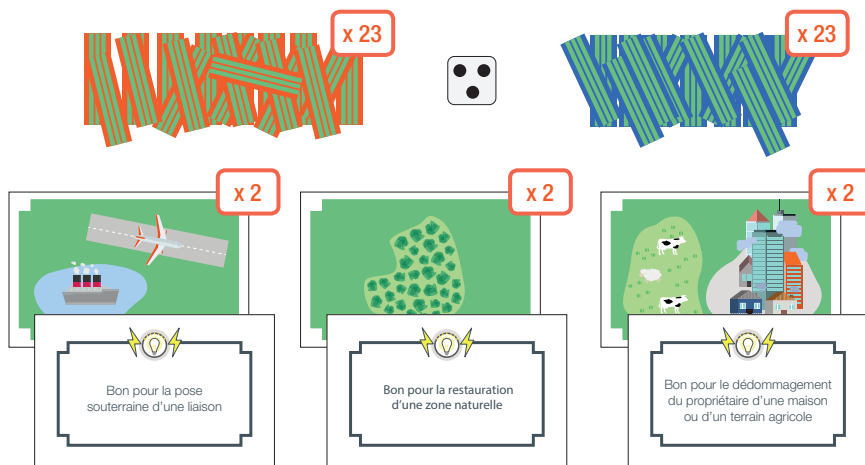 x 23
x 23
x 2
x 2
x 2
Bon pour la pose
souterraine d'une liaison
Bon pour la restauration
d'une zone naturelle
Bon pour le dédommagement
du propriétaire d'une maison
ou d'un terrain agricole